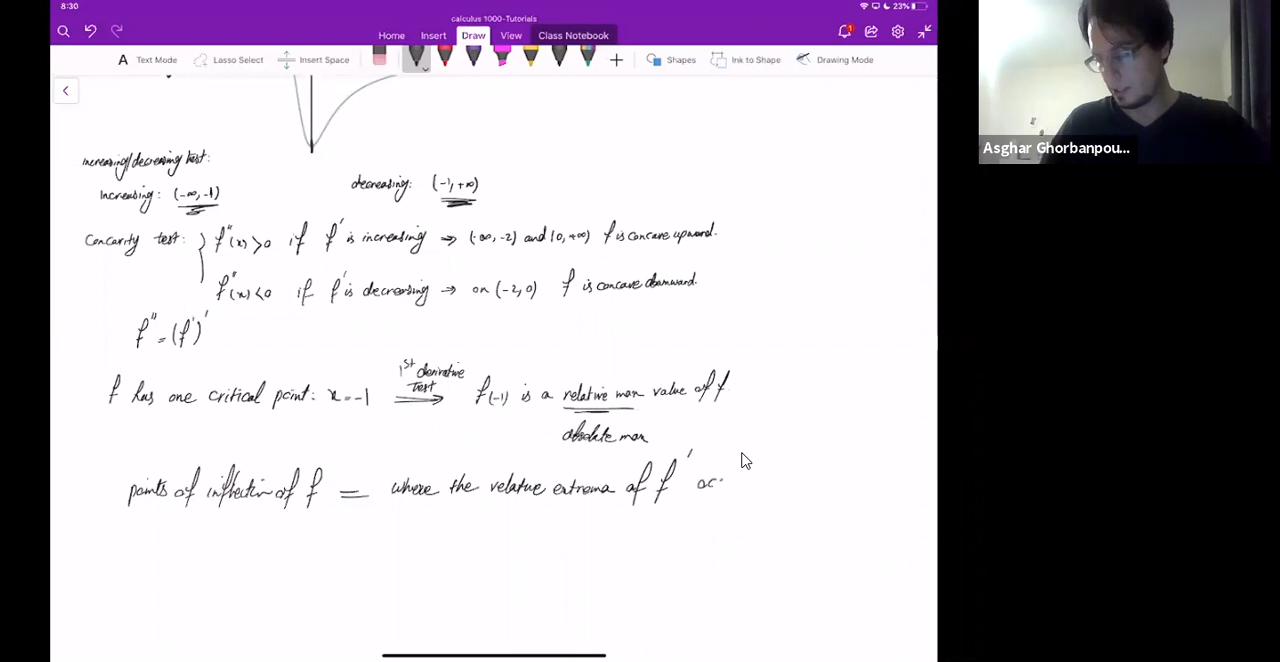 8:30
23%
calculus 1000-Tutorials
Home Insert Draw View Class Notebook
1
Text Mode Lasso Select Insert Space Shapes Ink to Shape Drawing Mode
Asghar Ghorbanpou...
increasing/decreasing test:
increasing: (-∞, -1) decreasing: (-1, +∞)
Concavity test: { f''(x) > 0 if f' is increasing ⇒ (-∞, -2) and (0, +∞) f is concave upward.
f''(x) < 0 if f' is decreasing ⇒ on (-2, 0) f is concave downward.
f'' = (f')'
f has one critical point: x = -1 1st derivative test ⟹ f(-1) is a relative max value of f
absolute max
points of inflection of f = where the relative extrema of f' oc